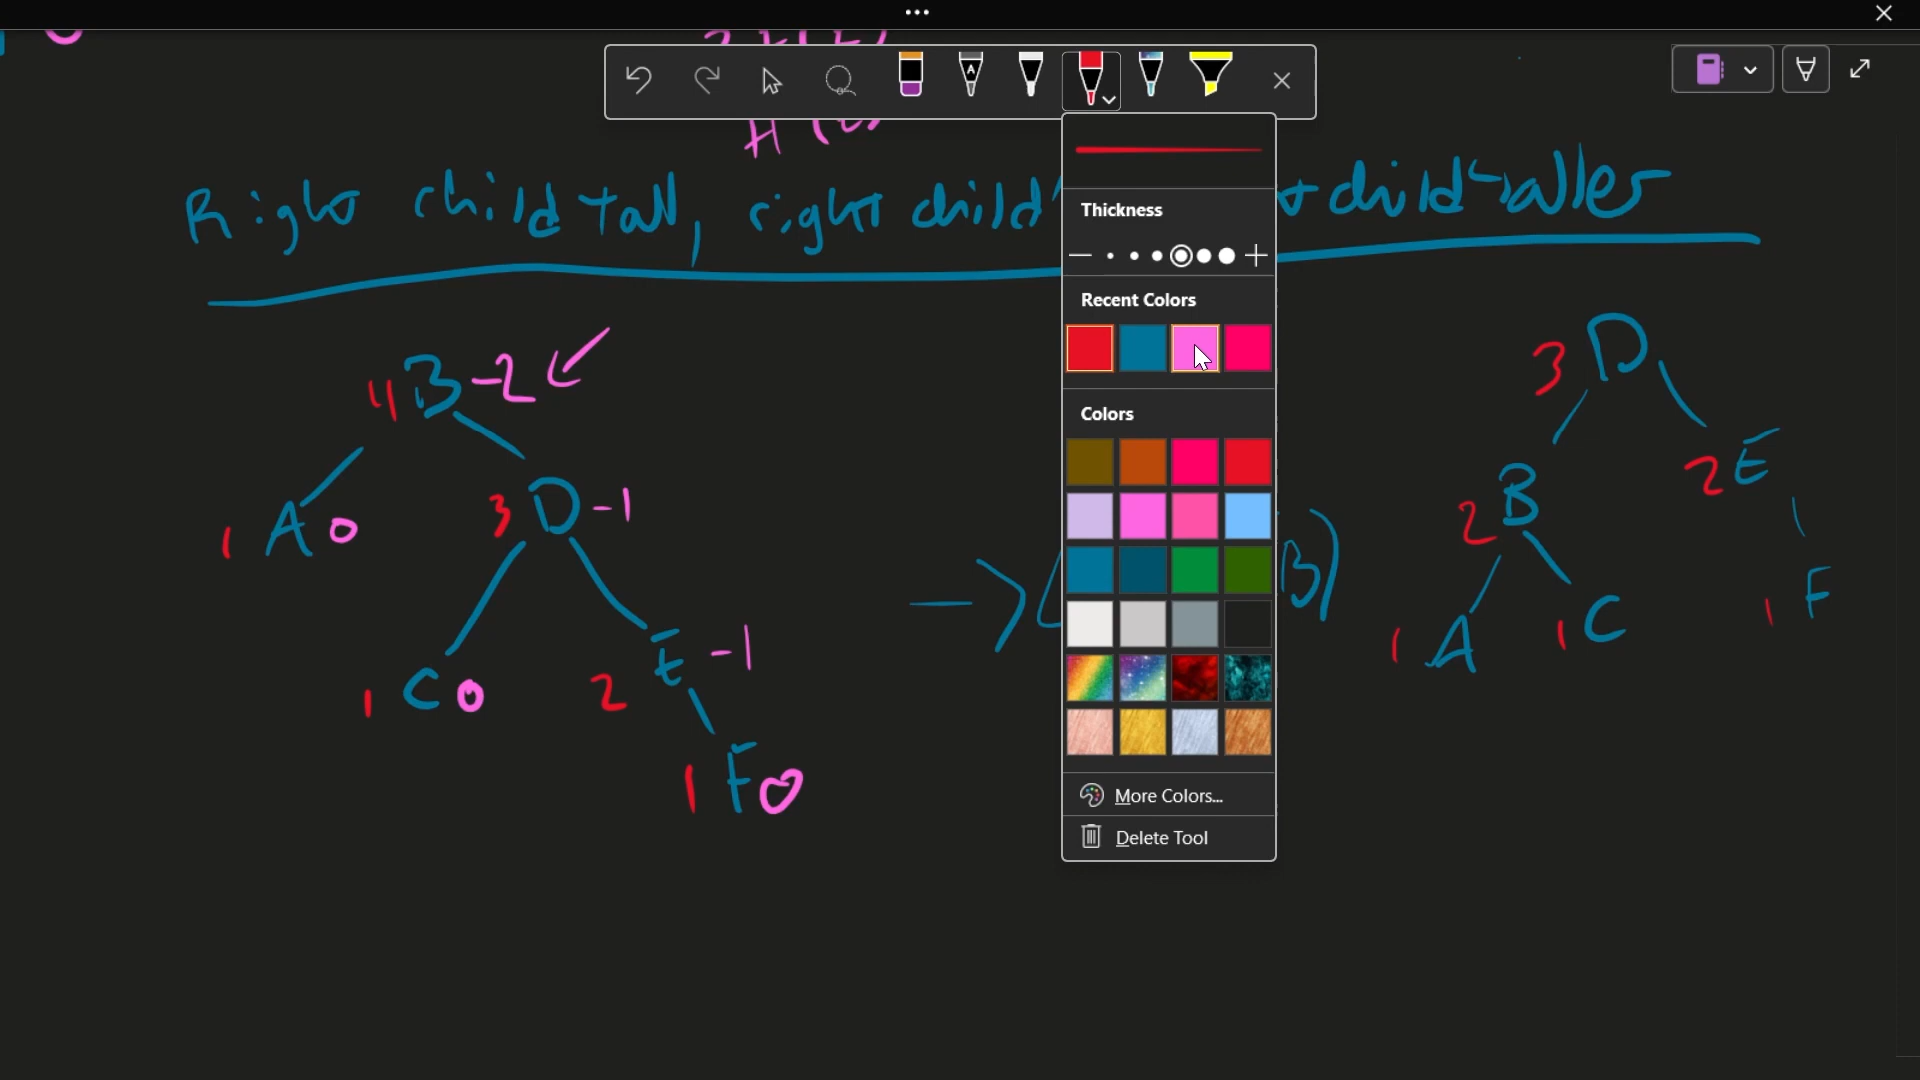 A
Right child tall, right child child taller
Thickness
Recent Colors
Colors
More Colors...
Delete Tool
4 B -2
1 A 0
3 D -1
1 C 0
2 E -1
1 F 0
B)
3 D
2 B
2 E
1 A
1 C
1 F